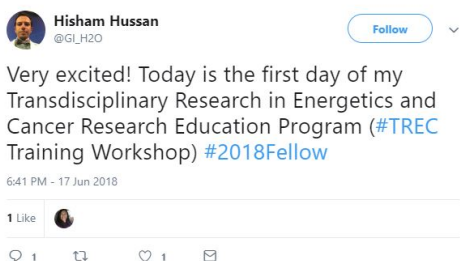 Hisham Hussan
@GI_H2O
Follow
Very excited! Today is the first day of my
Transdisciplinary Research in Energetics and
Cancer Research Education Program (#TREC
Training Workshop) #2018Fellow
6:41 PM - 17 Jun 2018
1 Like
1
1